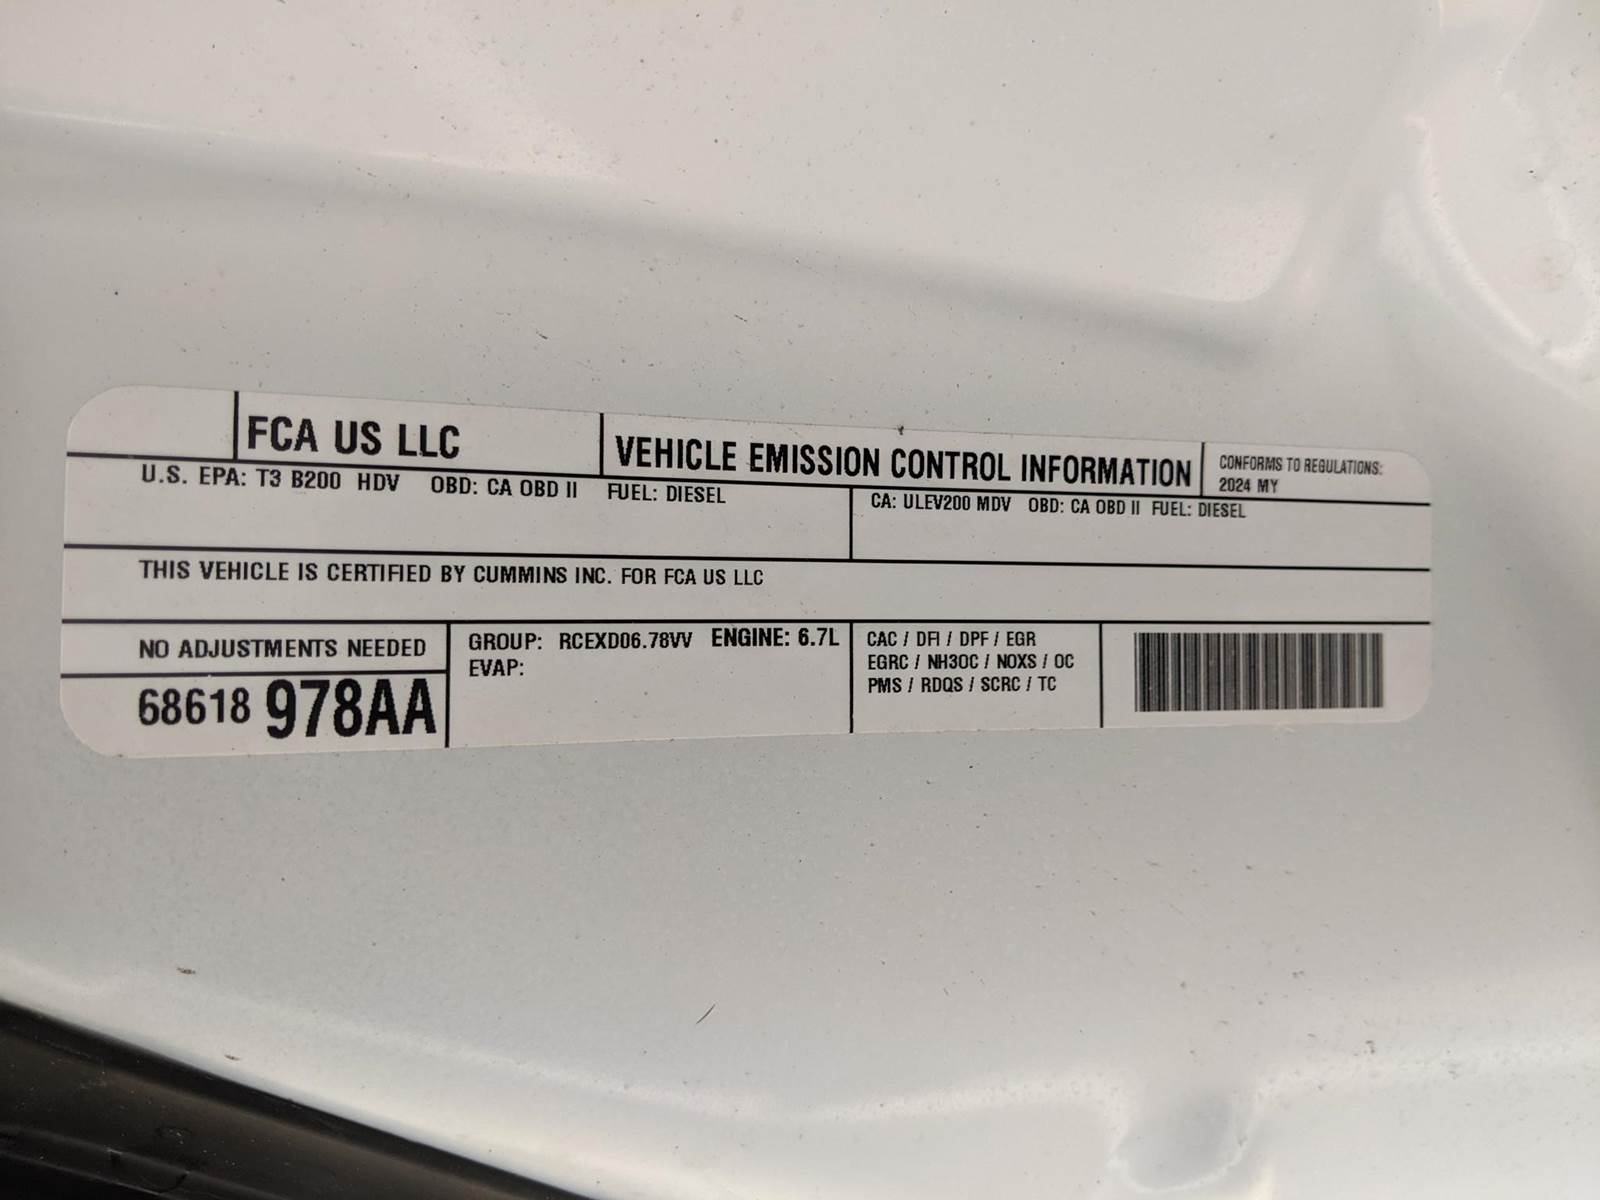 FCA US LLC
VEHICLE EMISSION CONTROL INFORMATION
CONFORMS TO REGULATIONS:
2024 MY
U.S. EPA: T3 B200 HDV OBD: CA OBD II FUEL: DIESEL
CA: ULEV200 MDV OBD: CA OBD II FUEL: DIESEL
THIS VEHICLE IS CERTIFIED BY CUMMINS INC. FOR FCA US LLC
NO ADJUSTMENTS NEEDED
68618 978AA
GROUP: RCEXD06.78VV ENGINE: 6.7L
EVAP:
CAC / DFI / DPF / EGR
EGRC / NH3OC / NOXS / OC
PMS / RDQS / SCRC / TC